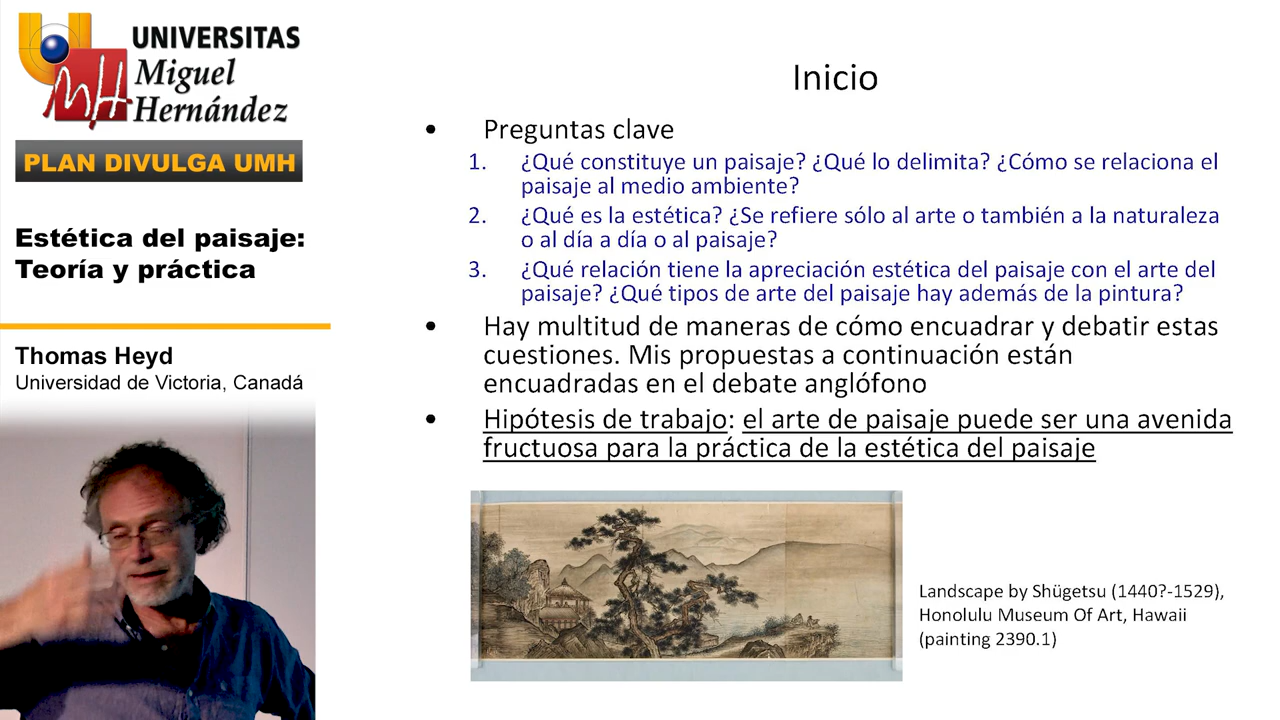 UNIVERSITAS
Miguel
Hernández
PLAN DIVULGA UMH
Estética del paisaje:
Teoría y práctica
Thomas Heyd
Universidad de Victoria, Canadá
Inicio
• Preguntas clave
1. ¿Qué constituye un paisaje? ¿Qué lo delimita? ¿Cómo se relaciona el
paisaje al medio ambiente?
2. ¿Qué es la estética? ¿Se refiere sólo al arte o también a la naturaleza
o al día a día o al paisaje?
3. ¿Qué relación tiene la apreciación estética del paisaje con el arte del
paisaje? ¿Qué tipos de arte del paisaje hay además de la pintura?
• Hay multitud de maneras de cómo encuadrar y debatir estas
cuestiones. Mis propuestas a continuación están
encuadradas en el debate anglófono
• Hipótesis de trabajo: el arte de paisaje puede ser una avenida
fructuosa para la práctica de la estética del paisaje
Landscape by Shügetsu (1440?-1529),
Honolulu Museum Of Art, Hawaii
(painting 2390.1)